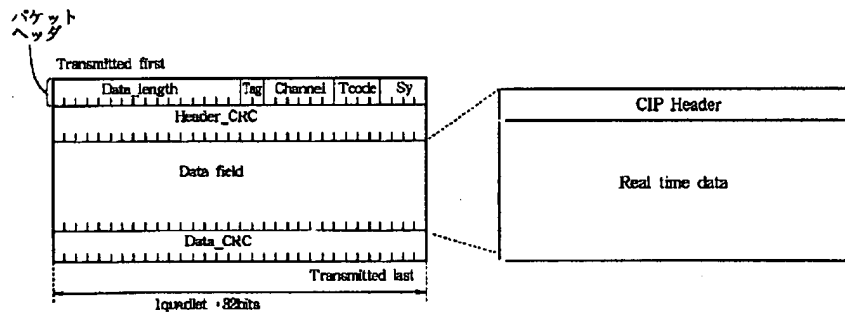 パケット
ヘッダ
Transmitted first
Data_length Tag Channel Tcode Sy
Header_CRC
Data field
Data_CRC
Transmitted last
1quadlet · 32bits
CIP Header
Real time data